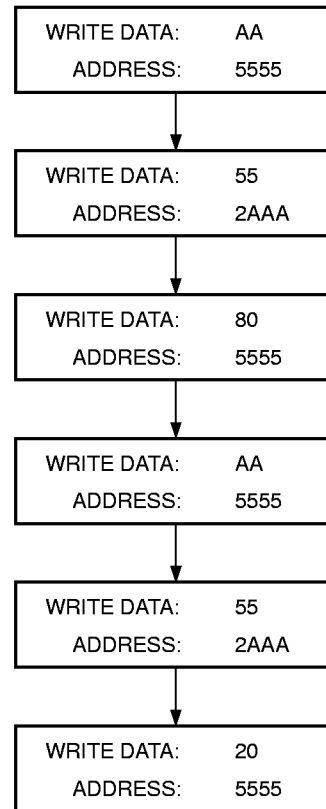 WRITE DATA: AA
ADDRESS: 5555
WRITE DATA: 55
ADDRESS: 2AAA
WRITE DATA: 80
ADDRESS: 5555
WRITE DATA: AA
ADDRESS: 5555
WRITE DATA: 55
ADDRESS: 2AAA
WRITE DATA: 20
ADDRESS: 5555